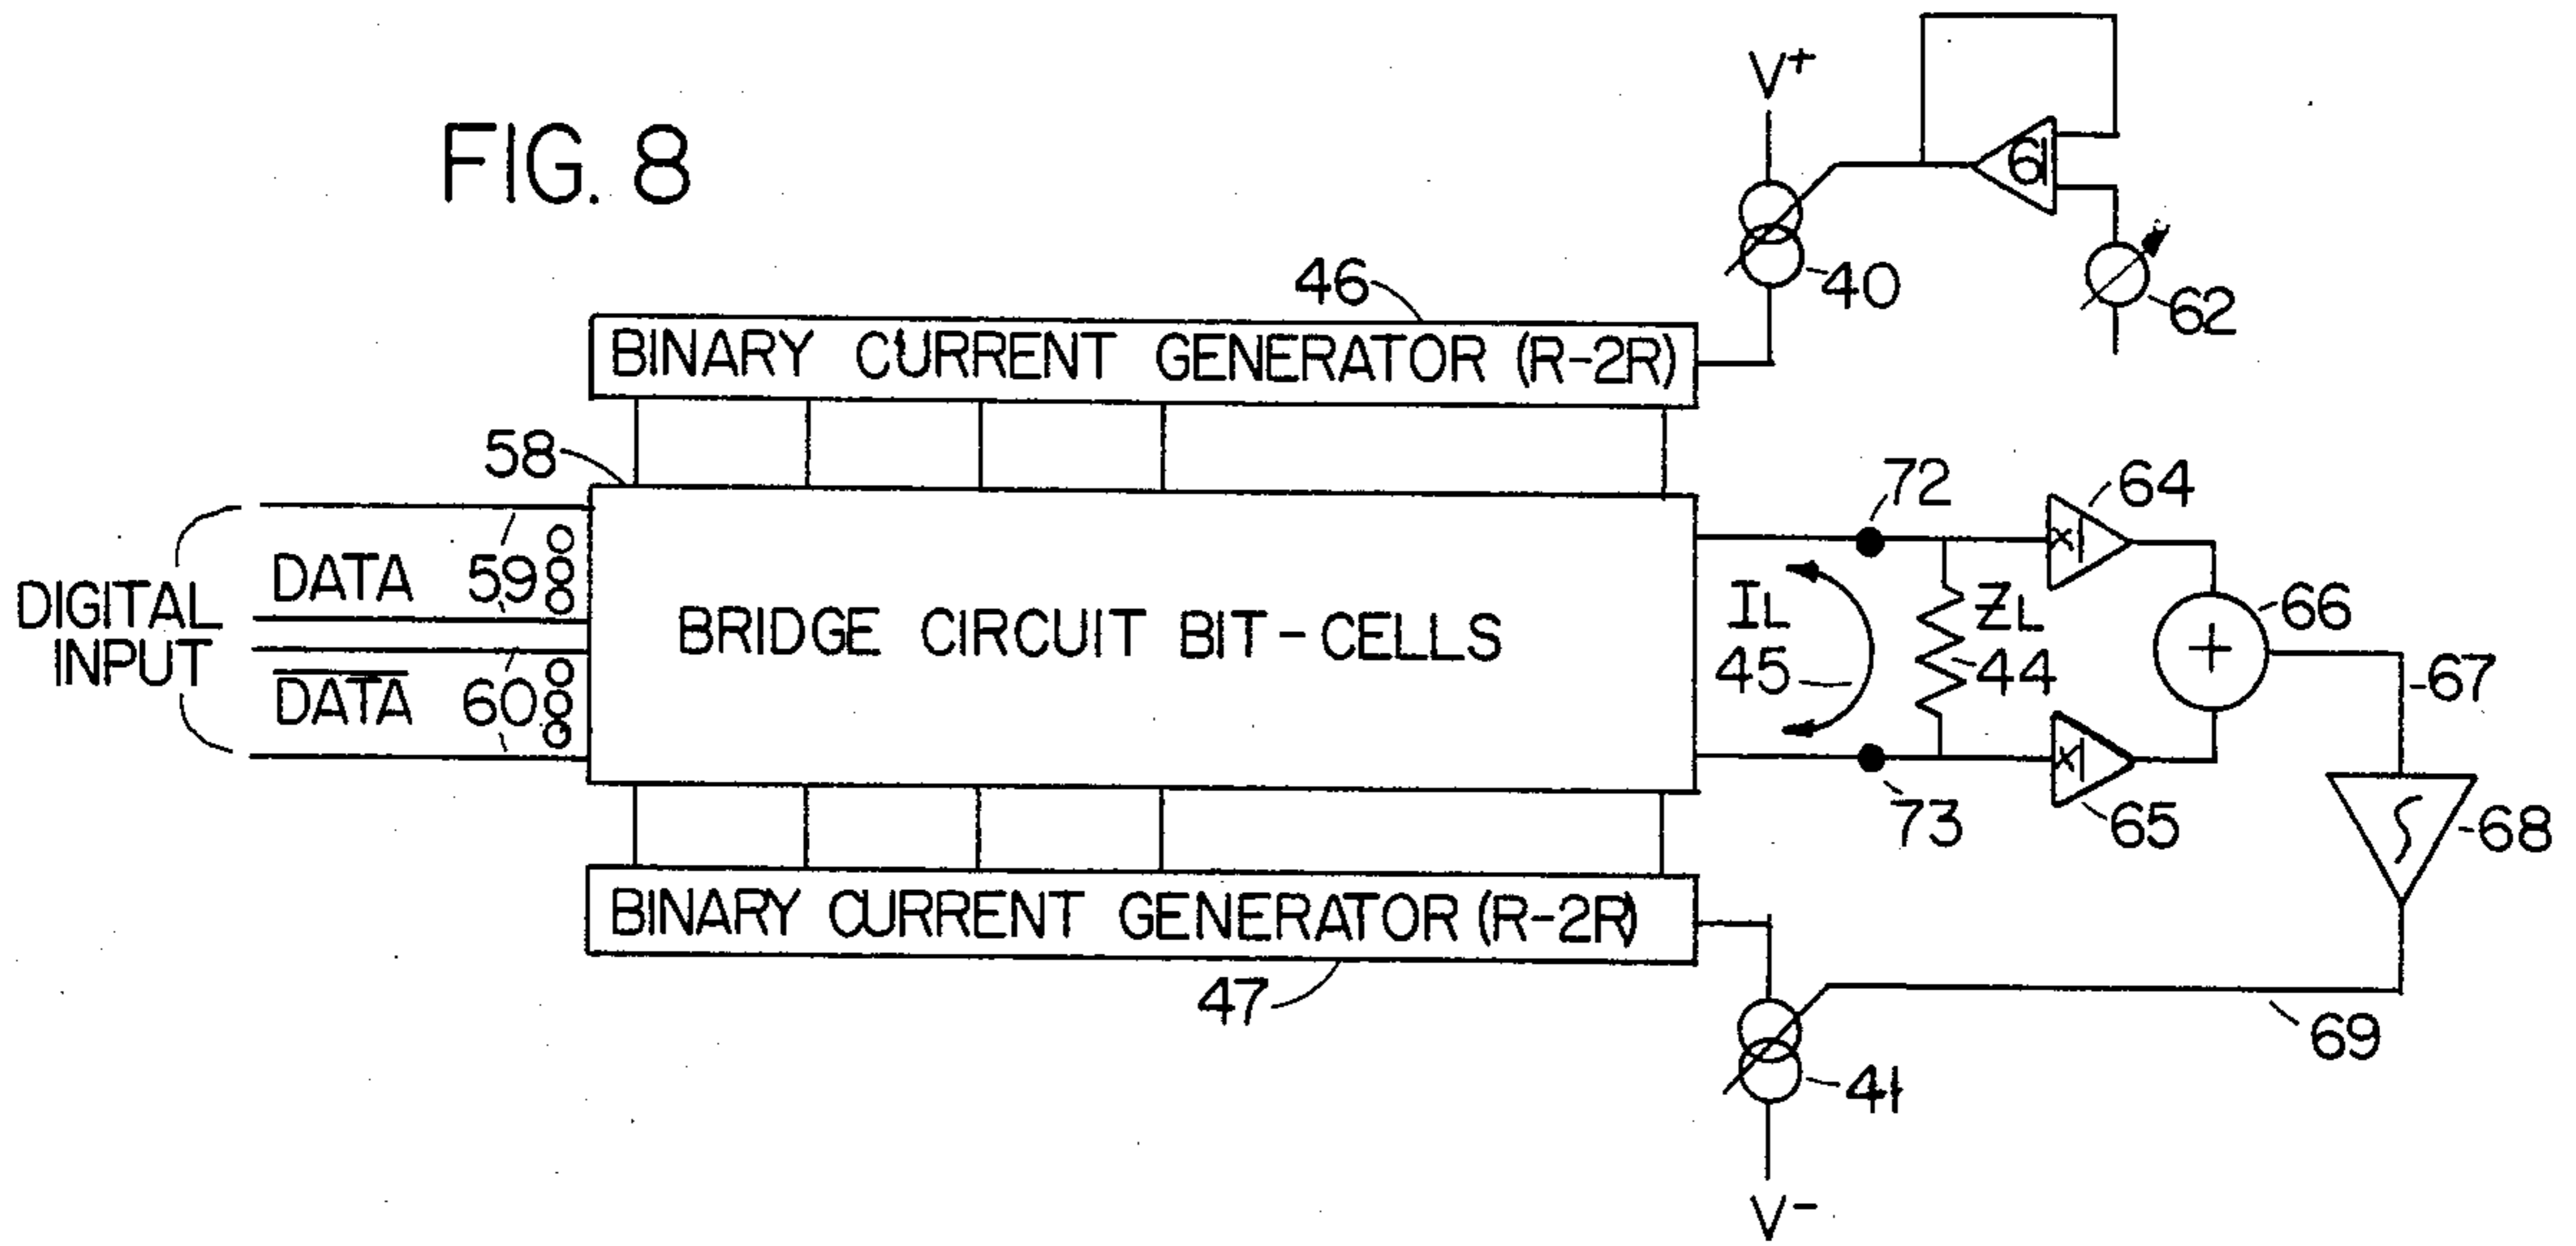 FIG. 8
V+
61
40
62
46
BINARY CURRENT GENERATOR (R-2R)
58
72
64
DIGITAL
INPUT
DATA
59
DATA
60
BRIDGE CIRCUIT BIT-CELLS
IL
45
ZL
44
x1
+
66
67
73
x1
65
∫
68
BINARY CURRENT GENERATOR (R-2R)
47
69
41
V-